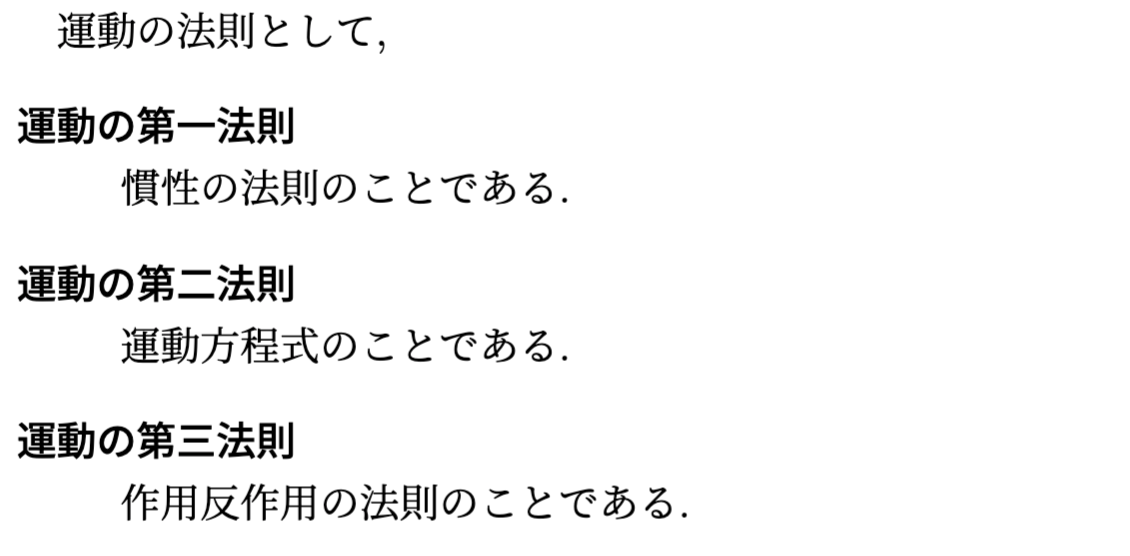 運動の法則として,
運動の第一法則
慣性の法則のことである.
運動の第二法則
運動方程式のことである.
運動の第三法則
作用反作用の法則のことである.